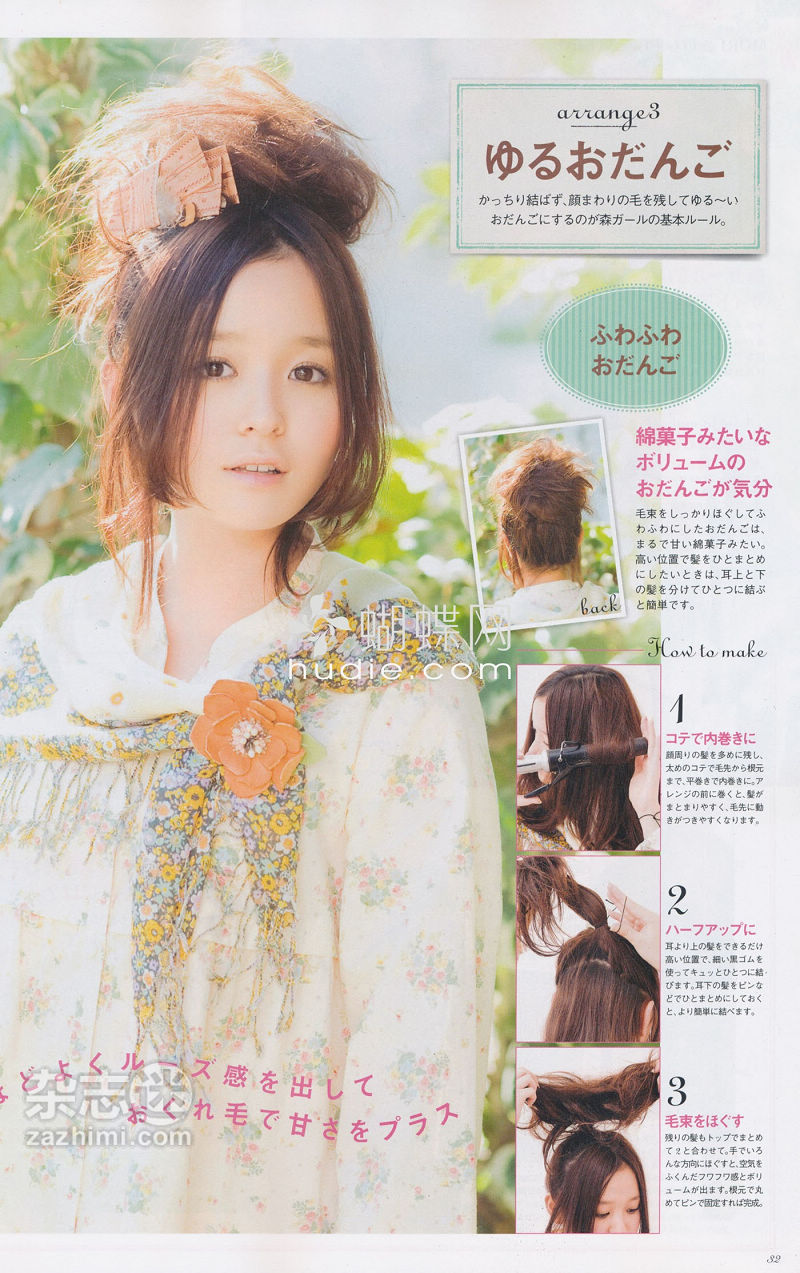 arrange3
ゆるおだんご
かっちり結ばず、顔まわりの毛を残してゆる〜い
おだんごにするのが森ガールの基本ルール。
ふわふわ
おだんご
綿菓子みたいな
ボリュームの
おだんごが気分
毛束をしっかりほぐしてふ
わふわにしたおだんごは、
まるで甘い綿菓子みたい。
高い位置で髪をひとまとめ
にしたいときは、耳上と下
の髪を分けてひとつに結ぶ
と簡単です。
back
蝴蝶网
hudie.com
How to make
1
コテで内巻きに
顔周りの髪を多めに残し、
太めのコテで毛先から根元
まで、平巻きで内巻きに。ア
レンジの前に巻くと、髪が
まとまりやすく、毛先に動
きがつきやすくなります。
2
ハーフアップに
耳より上の髪をできるだけ
高い位置で、細い黒ゴムを
使ってキュッとひとつに結
びます。耳下の髪をピンな
どでひとまとめにしておく
と、より簡単に結べます。
3
毛束をほぐす
残りの髪もトップでまとめ
て2と合わせて。手でいろ
んな方向にほぐすと、空気を
ふくんだフワフワ感とボリ
ュームが出ます。根元で丸
めてピンで固定すれば完成。
どよくルーズ感を出して
おくれ毛で甘さをプラス
杂志迷
zazhimi.com
32